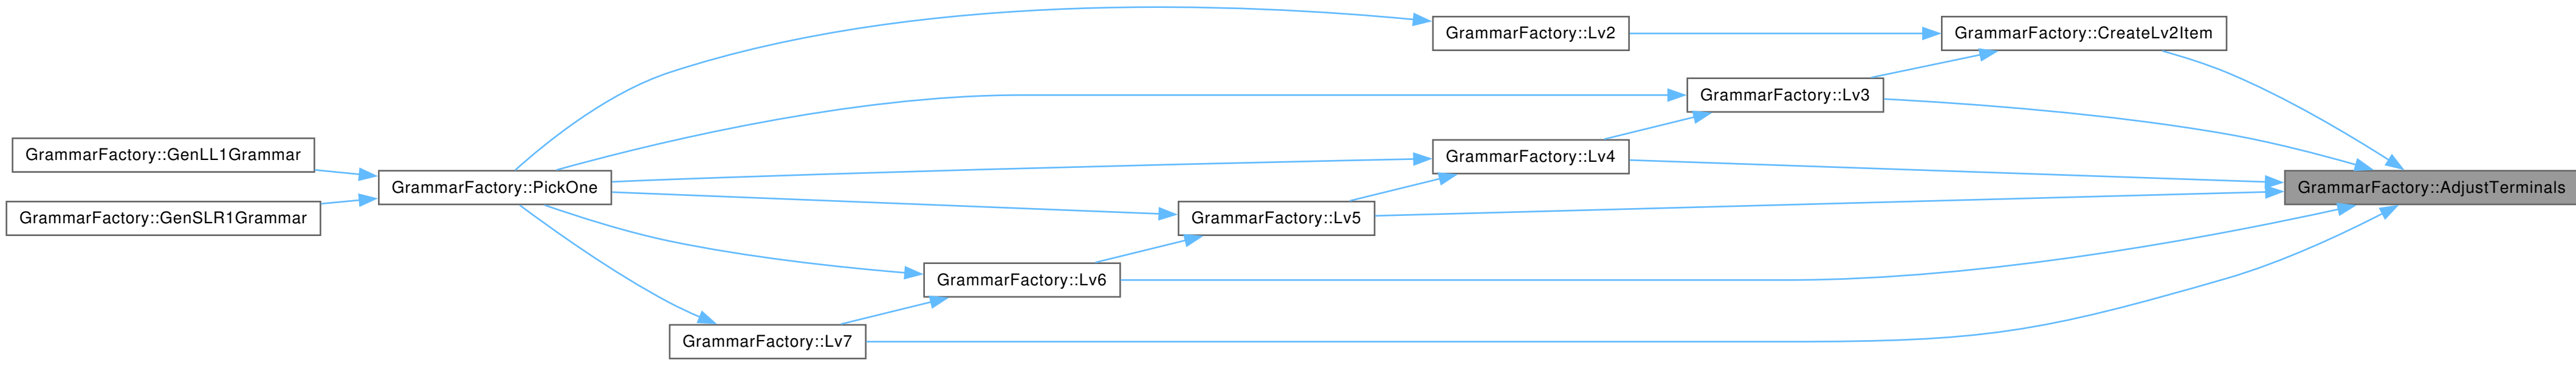 GrammarFactory::Lv2
GrammarFactory::CreateLv2Item
GrammarFactory::Lv3
GrammarFactory::GenLL1Grammar
GrammarFactory::Lv4
GrammarFactory::PickOne
GrammarFactory::AdjustTerminals
GrammarFactory::GenSLR1Grammar
GrammarFactory::Lv5
GrammarFactory::Lv6
GrammarFactory::Lv7